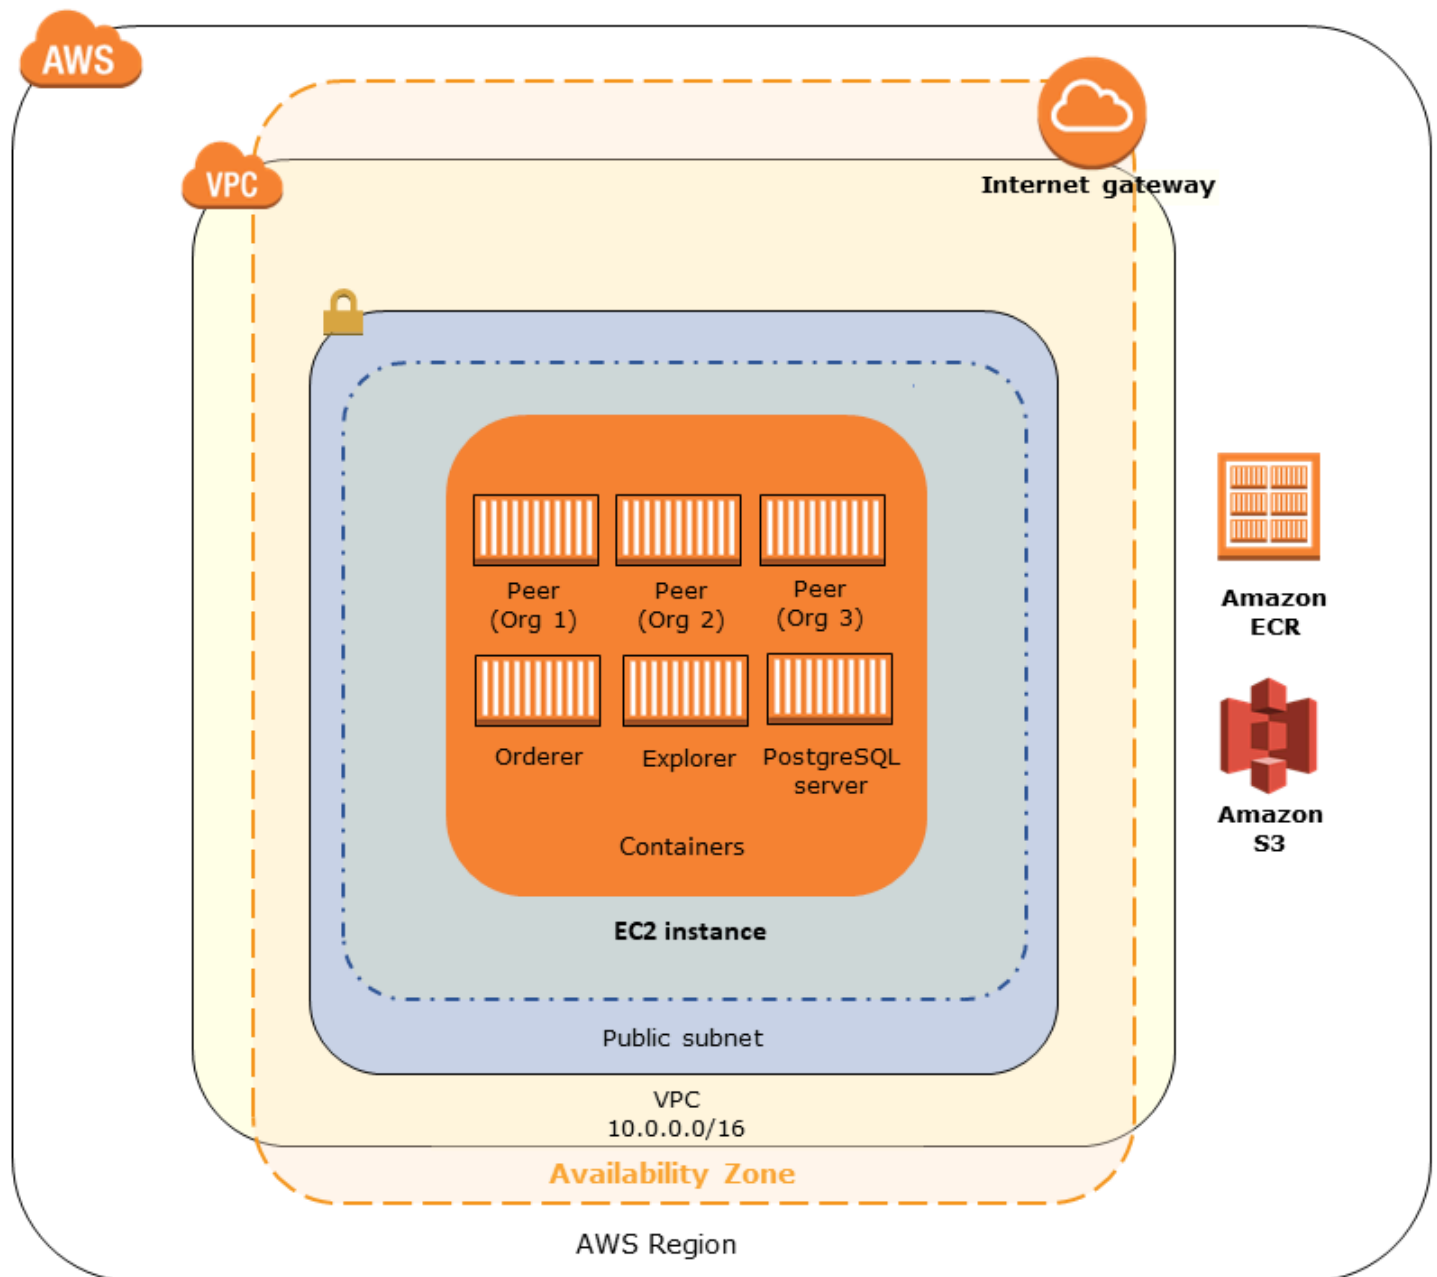 AWS
VPC
Internet gateway
Peer
(Org 1)
Peer
(Org 2)
Peer
(Org 3)
Orderer
Explorer
PostgreSQL
server
Containers
EC2 instance
Public subnet
VPC
10.0.0.0/16
Availability Zone
AWS Region
Amazon
ECR
Amazon
S3